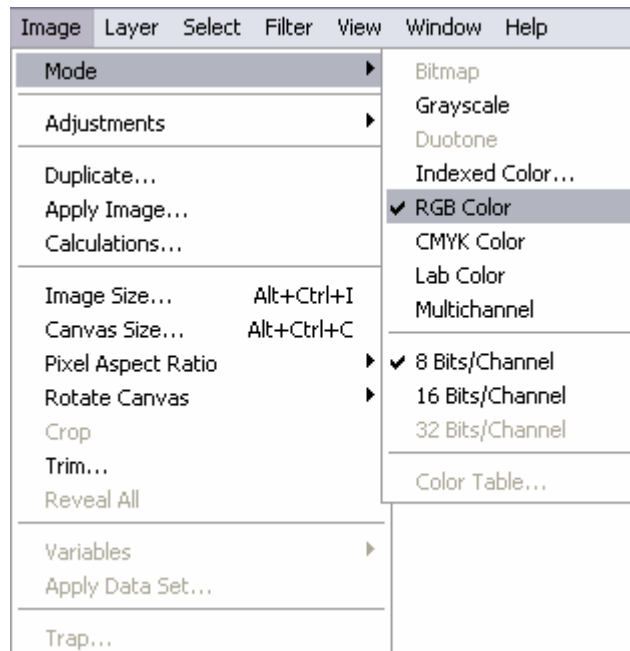 Image Layer Select Filter View Window Help
Mode
Adjustments
Duplicate...
Apply Image...
Calculations...
Image Size... Alt+Ctrl+I
Canvas Size... Alt+Ctrl+C
Pixel Aspect Ratio
Rotate Canvas
Crop
Trim...
Reveal All
Variables
Apply Data Set...
Trap...
Bitmap
Grayscale
Duotone
Indexed Color...
RGB Color
CMYK Color
Lab Color
Multichannel
8 Bits/Channel
16 Bits/Channel
32 Bits/Channel
Color Table...